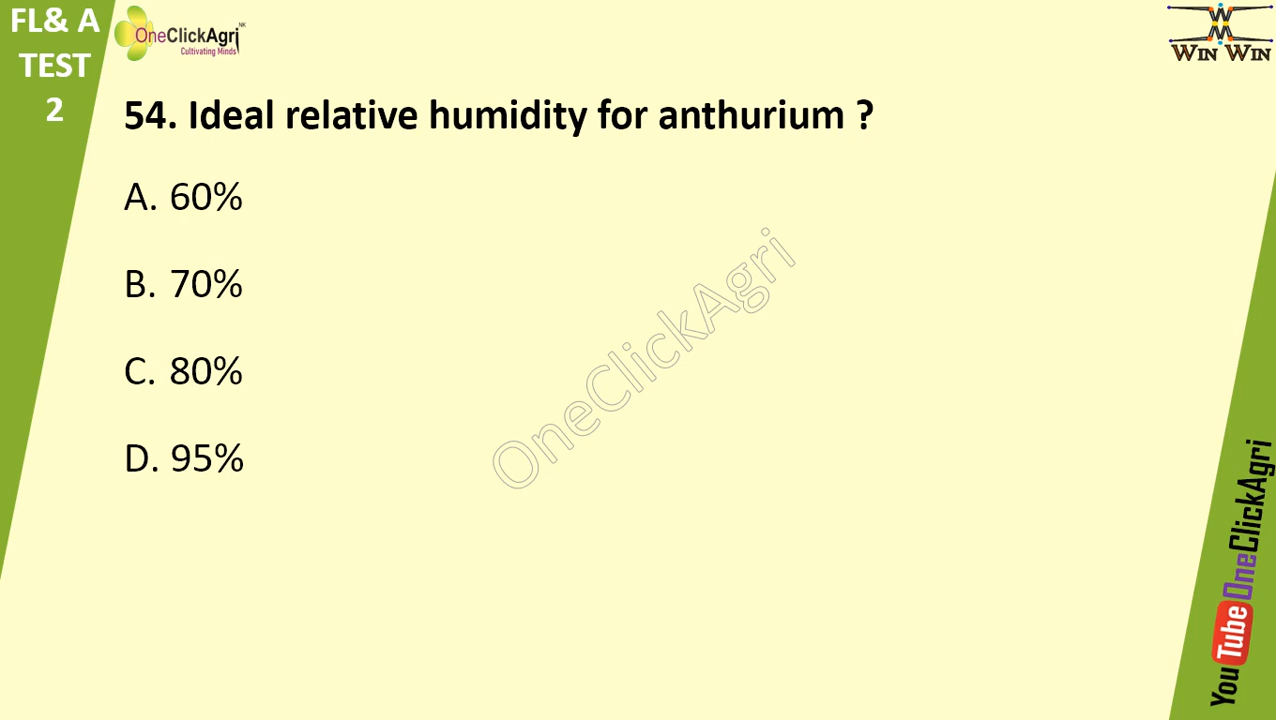 FL& A
TEST
2
OneClickAgri NK
Cultivating Minds
WIN WIN
54. Ideal relative humidity for anthurium ?
A. 60%
B. 70%
C. 80%
D. 95%
OneClickAgri
YouTube OneClickAgri